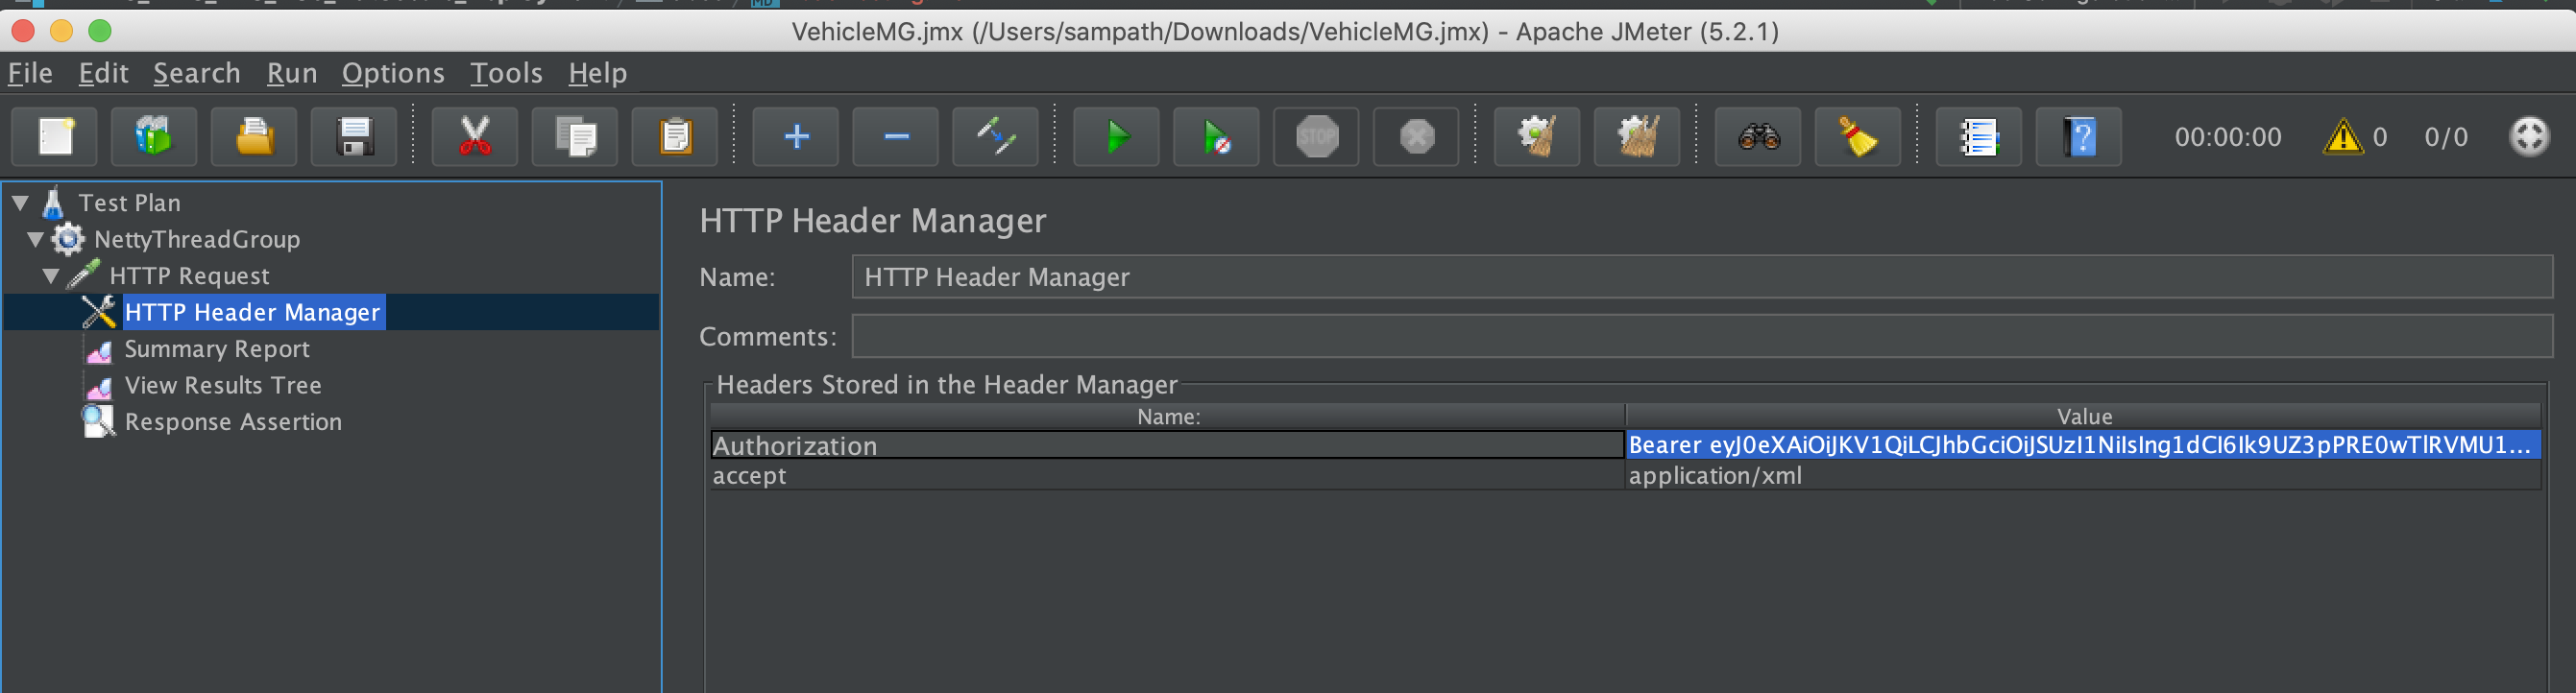 VehicleMG.jmx (/Users/sampath/Downloads/VehicleMG.jmx) - Apache JMeter (5.2.1)
File Edit Search Run Options Tools Help
STOP
00:00:00 0 0/0
Test Plan
NettyThreadGroup
HTTP Request
HTTP Header Manager
Summary Report
View Results Tree
Response Assertion
HTTP Header Manager
Name: HTTP Header Manager
Comments:
Headers Stored in the Header Manager
Name: Value
Authorization Bearer eyJ0eXAiOiJKV1QiLCJhbGciOiJSUzI1NiIsIng1dCI6Ik9UZ3pPRE0wTlRVMU1...
accept application/xml